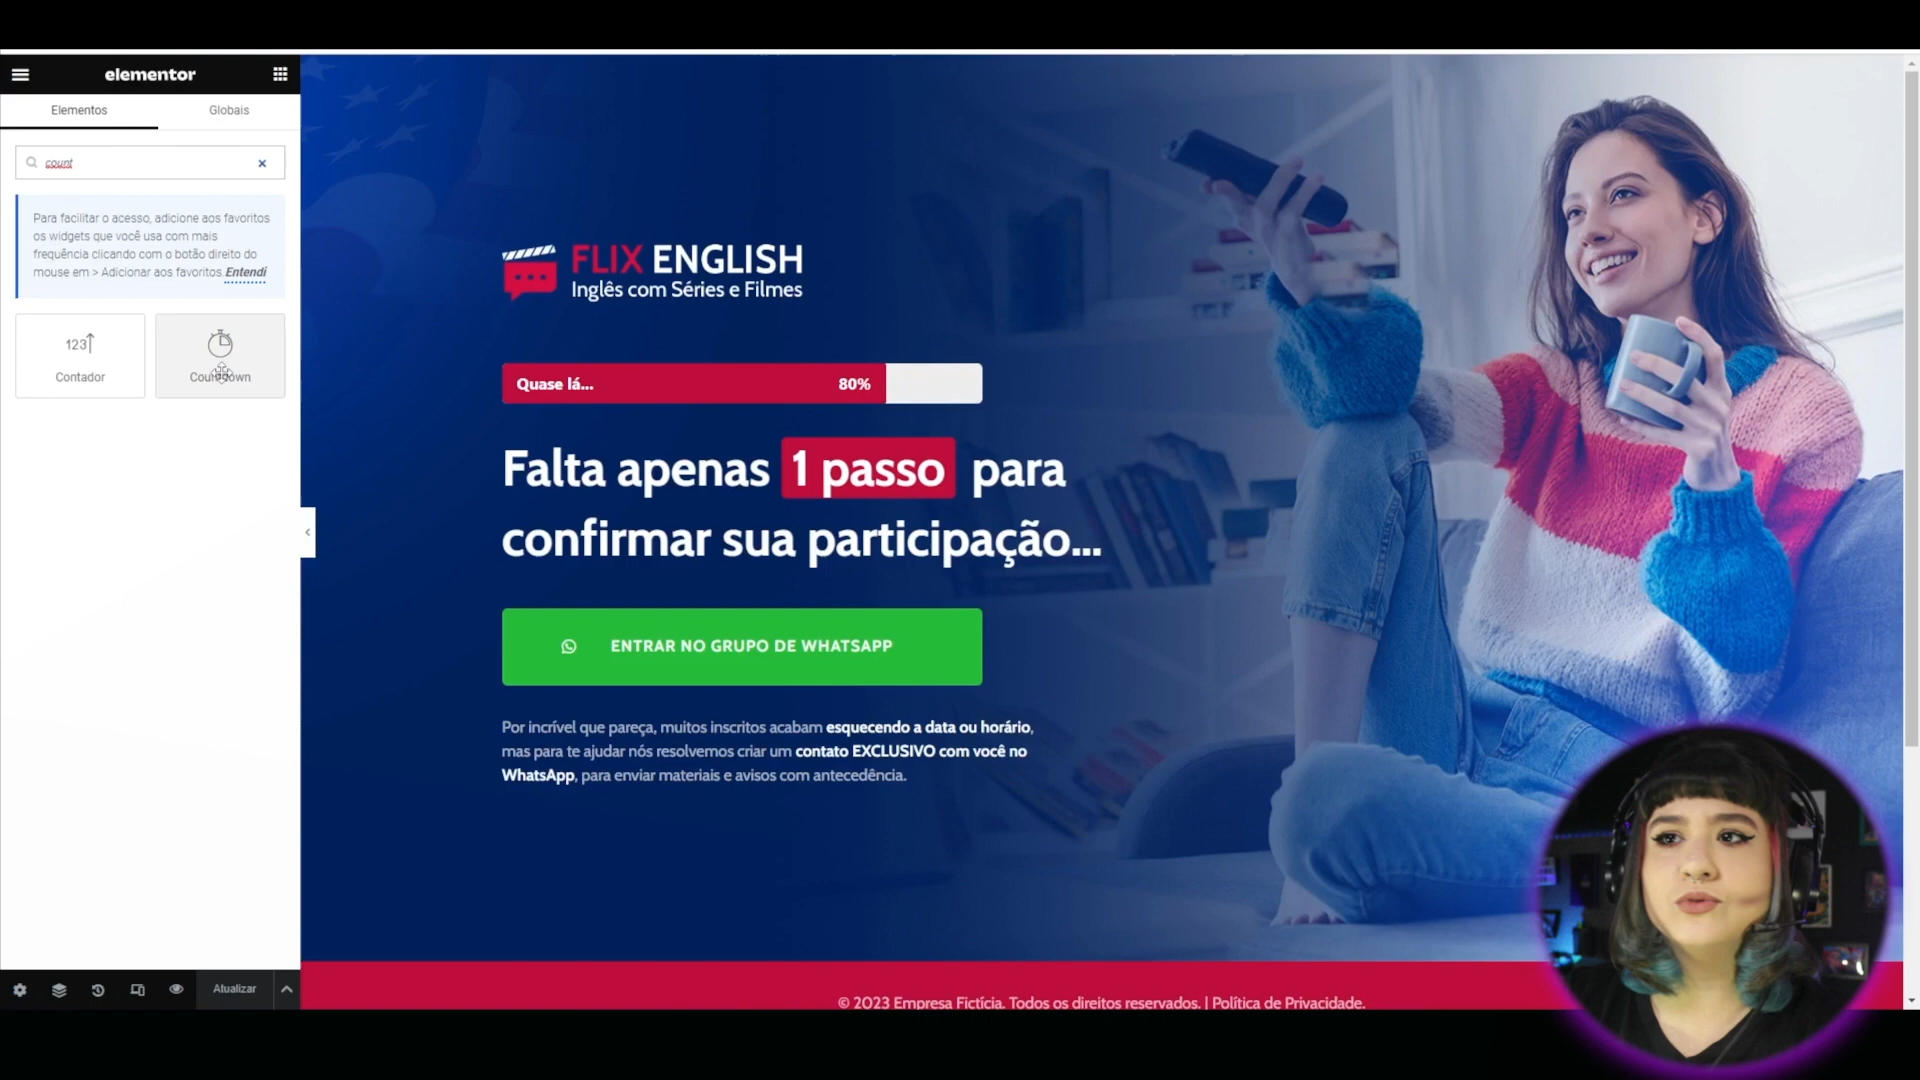 elementor
Elementos
Globais
count
Para facilitar o acesso, adicione aos favoritos
os widgets que você usa com mais
frequência clicando com o botão direito do
mouse em > Adicionar aos favoritos. Entendi
123
Contador
Countdown
Atualizar
FLIX ENGLISH
Inglês com Séries e Filmes
Quase lá...
80%
Falta apenas 1 passo para
confirmar sua participação...
ENTRAR NO GRUPO DE WHATSAPP
Por incrível que pareça, muitos inscritos acabam esquecendo a data ou horário,
mas para te ajudar nós resolvemos criar um contato EXCLUSIVO com você no
WhatsApp, para enviar materiais e avisos com antecedência.
© 2023 Empresa Fictícia. Todos os direitos reservados. | Política de Privacidade.